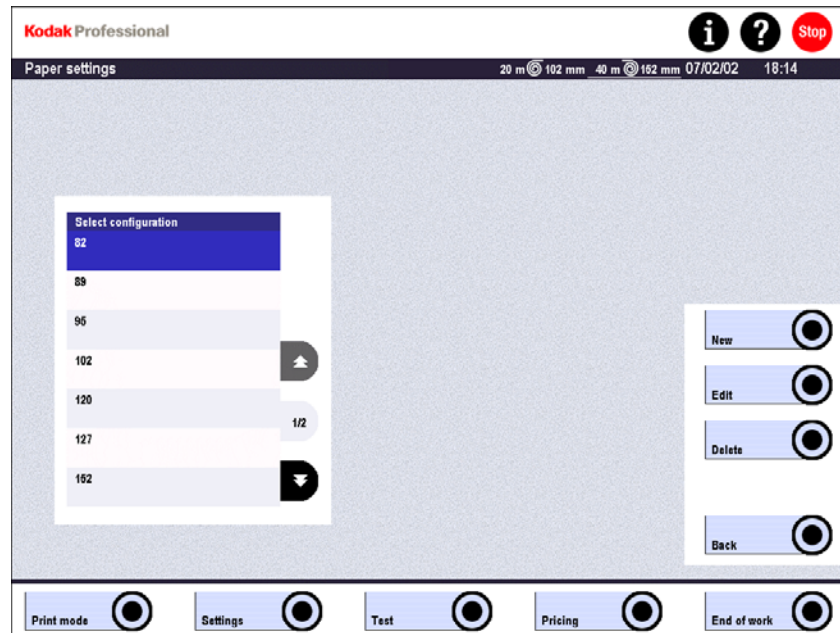 Kodak Professional
i ? Stop
Paper settings 20 m 102 mm 40 m 152 mm 07/02/02 18:14
Select configuration
82
89
95
102
120
127
152
1/2
New
Edit
Delete
Back
Print mode Settings Test Pricing End of work